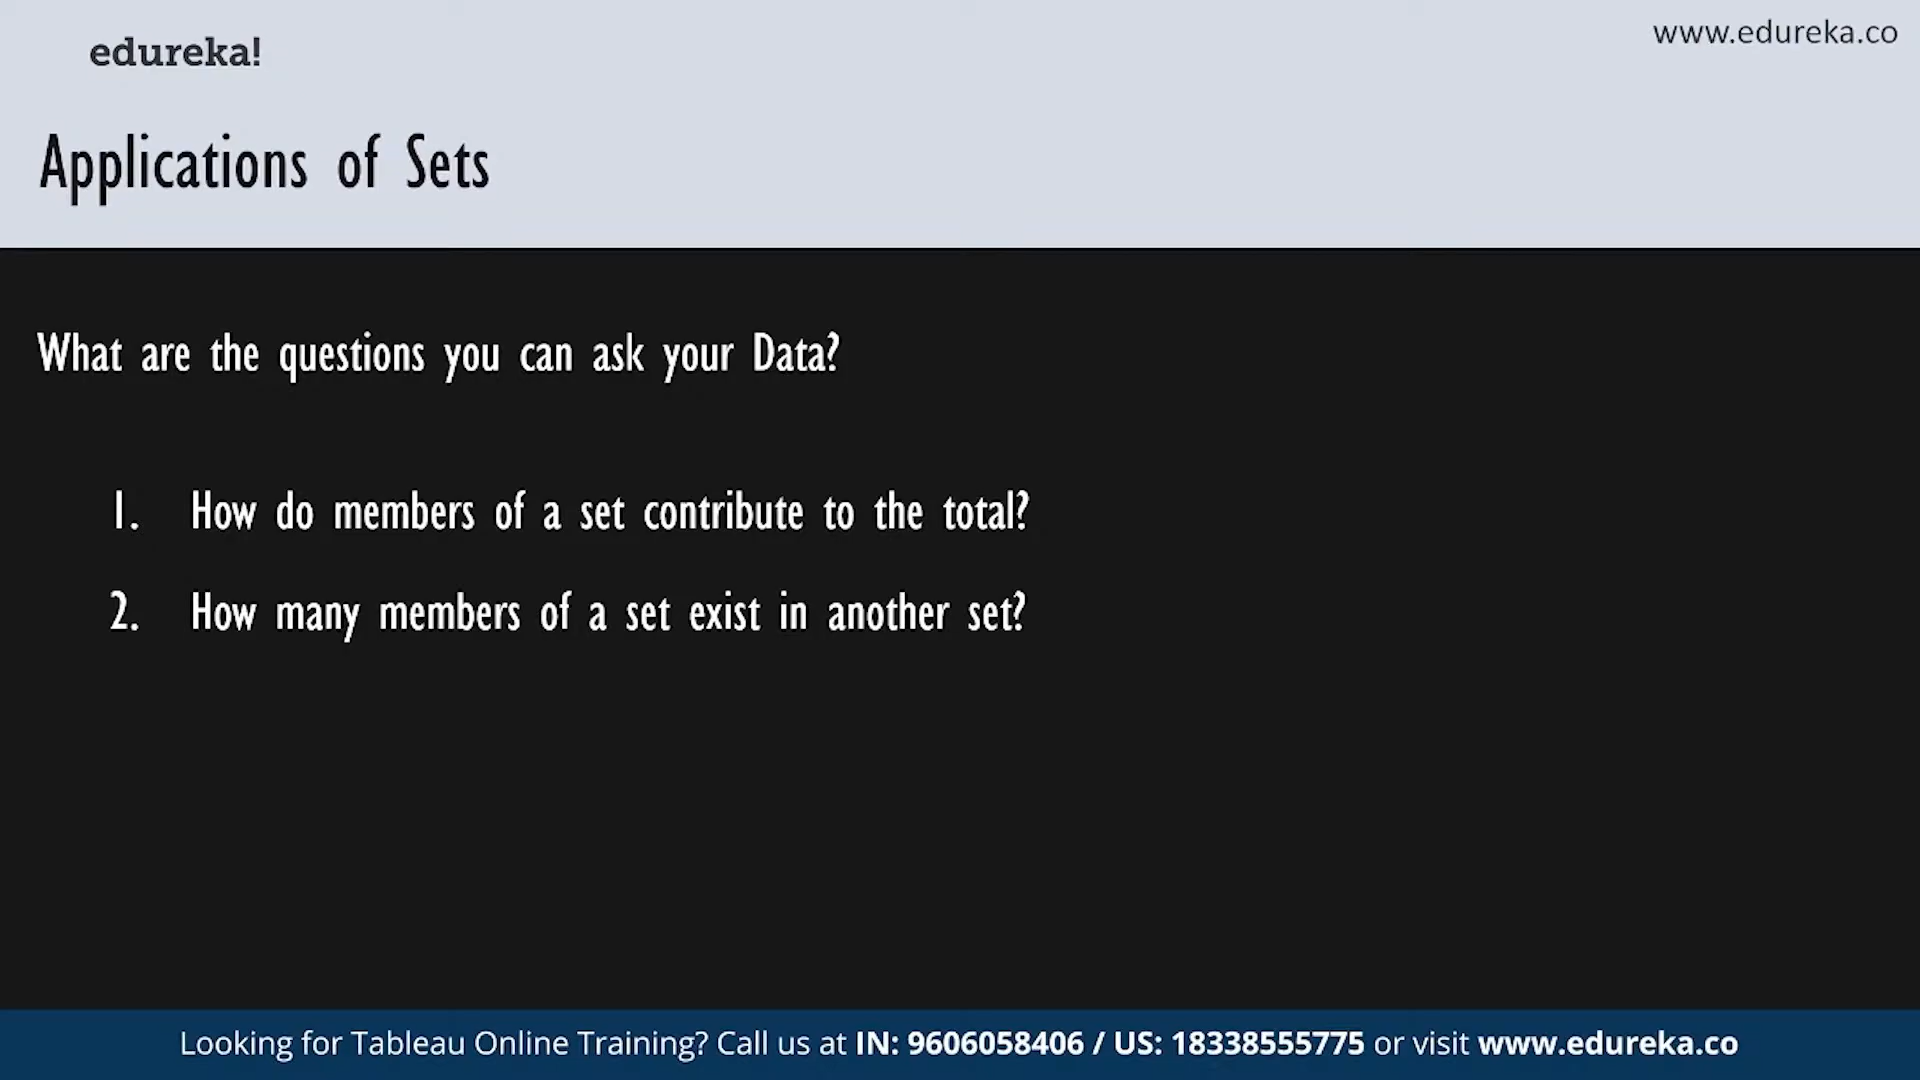 edureka!
www.edureka.co
Applications of Sets
What are the questions you can ask your Data?
1. How do members of a set contribute to the total?
2. How many members of a set exist in another set?
Looking for Tableau Online Training? Call us at IN: 9606058406 / US: 18338555775 or visit www.edureka.co